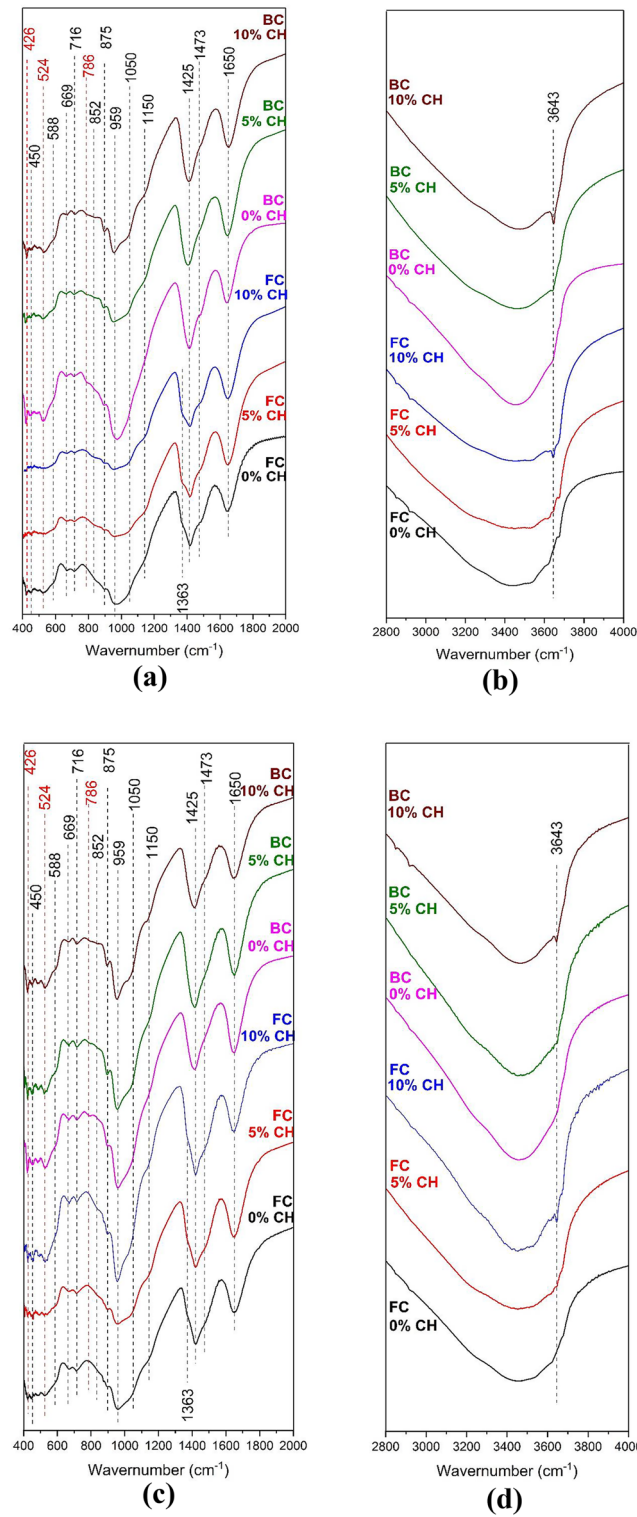 426
524
716
786
875
1050
1425
1473
1650
450
588
669
852
959
1150
BC
10% CH
BC
5% CH
BC
0% CH
FC
10% CH
FC
5% CH
FC
0% CH
1363
400 600 800 1000 1200 1400 1600 1800 2000
Wavernumber (cm-1)
(a)
3643
BC
10% CH
BC
5% CH
BC
0% CH
FC
10% CH
FC
5% CH
FC
0% CH
2800 3000 3200 3400 3600 3800 4000
Wavernumber (cm-1)
(b)
426
524
716
786
875
1050
1425
1473
1650
450
588
669
852
959
1150
BC
10% CH
BC
5% CH
BC
0% CH
FC
10% CH
FC
5% CH
FC
0% CH
1363
400 600 800 1000 1200 1400 1600 1800 2000
Wavernumber (cm-1)
(c)
3643
BC
10% CH
BC
5% CH
BC
0% CH
FC
10% CH
FC
5% CH
FC
0% CH
2800 3000 3200 3400 3600 3800 4000
Wavernumber (cm-1)
(d)